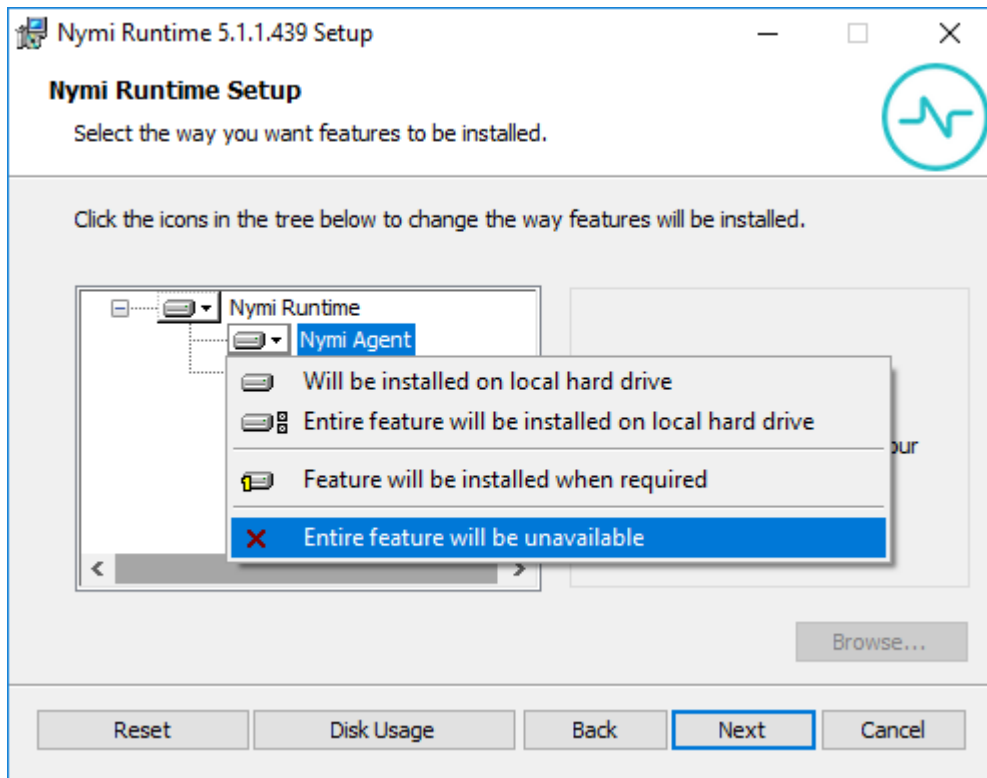 Nymi Runtime 5.1.1.439 Setup
Nymi Runtime Setup
Select the way you want features to be installed.
Click the icons in the tree below to change the way features will be installed.
Nymi Runtime
Nymi Agent
Will be installed on local hard drive
Entire feature will be installed on local hard drive
Feature will be installed when required
Entire feature will be unavailable
Browse...
Reset
Disk Usage
Back
Next
Cancel